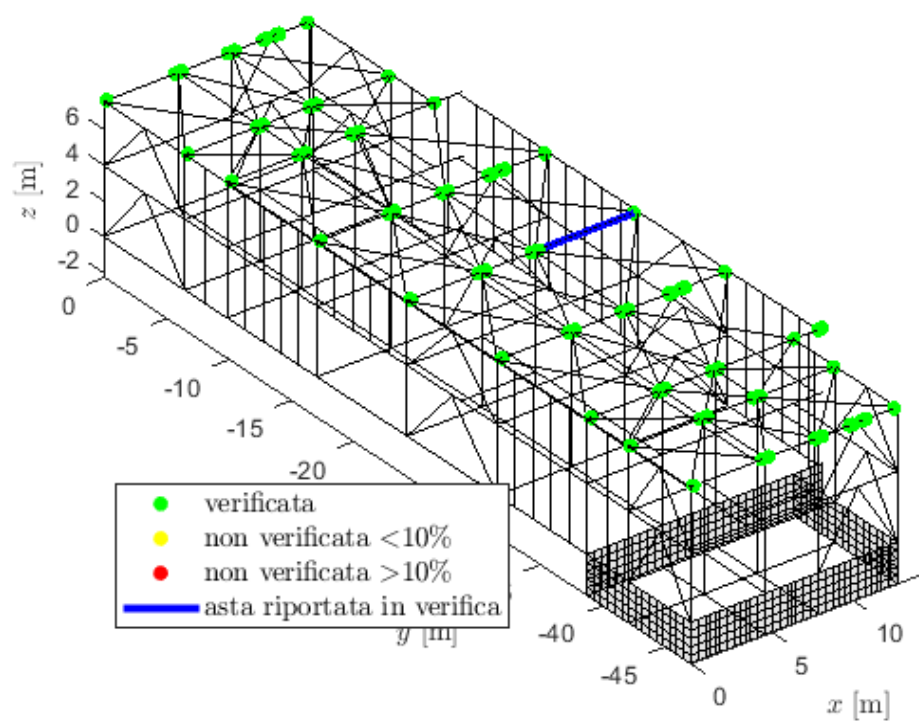 6
4
2
0
-2
z [m]
0
-5
-10
-15
-20
-40
-45
y [m]
0
5
10
x [m]
verificata
non verificata <10%
non verificata >10%
asta riportata in verifica